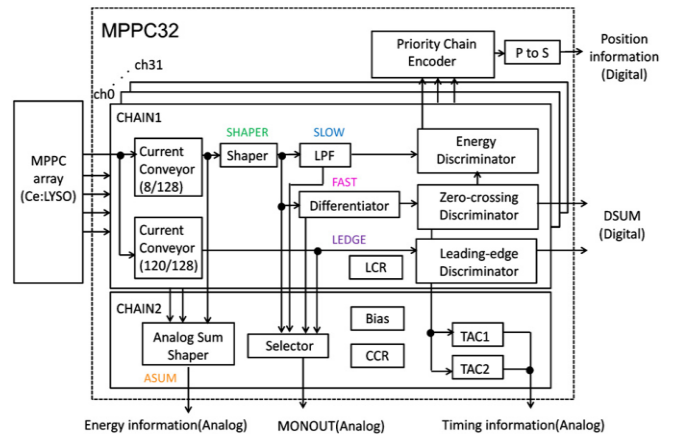 MPPC32
Priority Chain
Encoder
P to S
Position
information
(Digital)
ch31
ch0
CHAIN1
MPPC
array
(Ce:LYSO)
Current
Conveyor
(8/128)
SHAPER
Shaper
SLOW
LPF
Energy
Discriminator
FAST
Differentiator
Zero-crossing
Discriminator
DSUM
(Digital)
Current
Conveyor
(120/128)
LEDGE
LCR
Leading-edge
Discriminator
CHAIN2
Analog Sum
Shaper
ASUM
Selector
Bias
CCR
TAC1
TAC2
Energy information(Analog)
MONOUT(Analog)
Timing information(Analog)